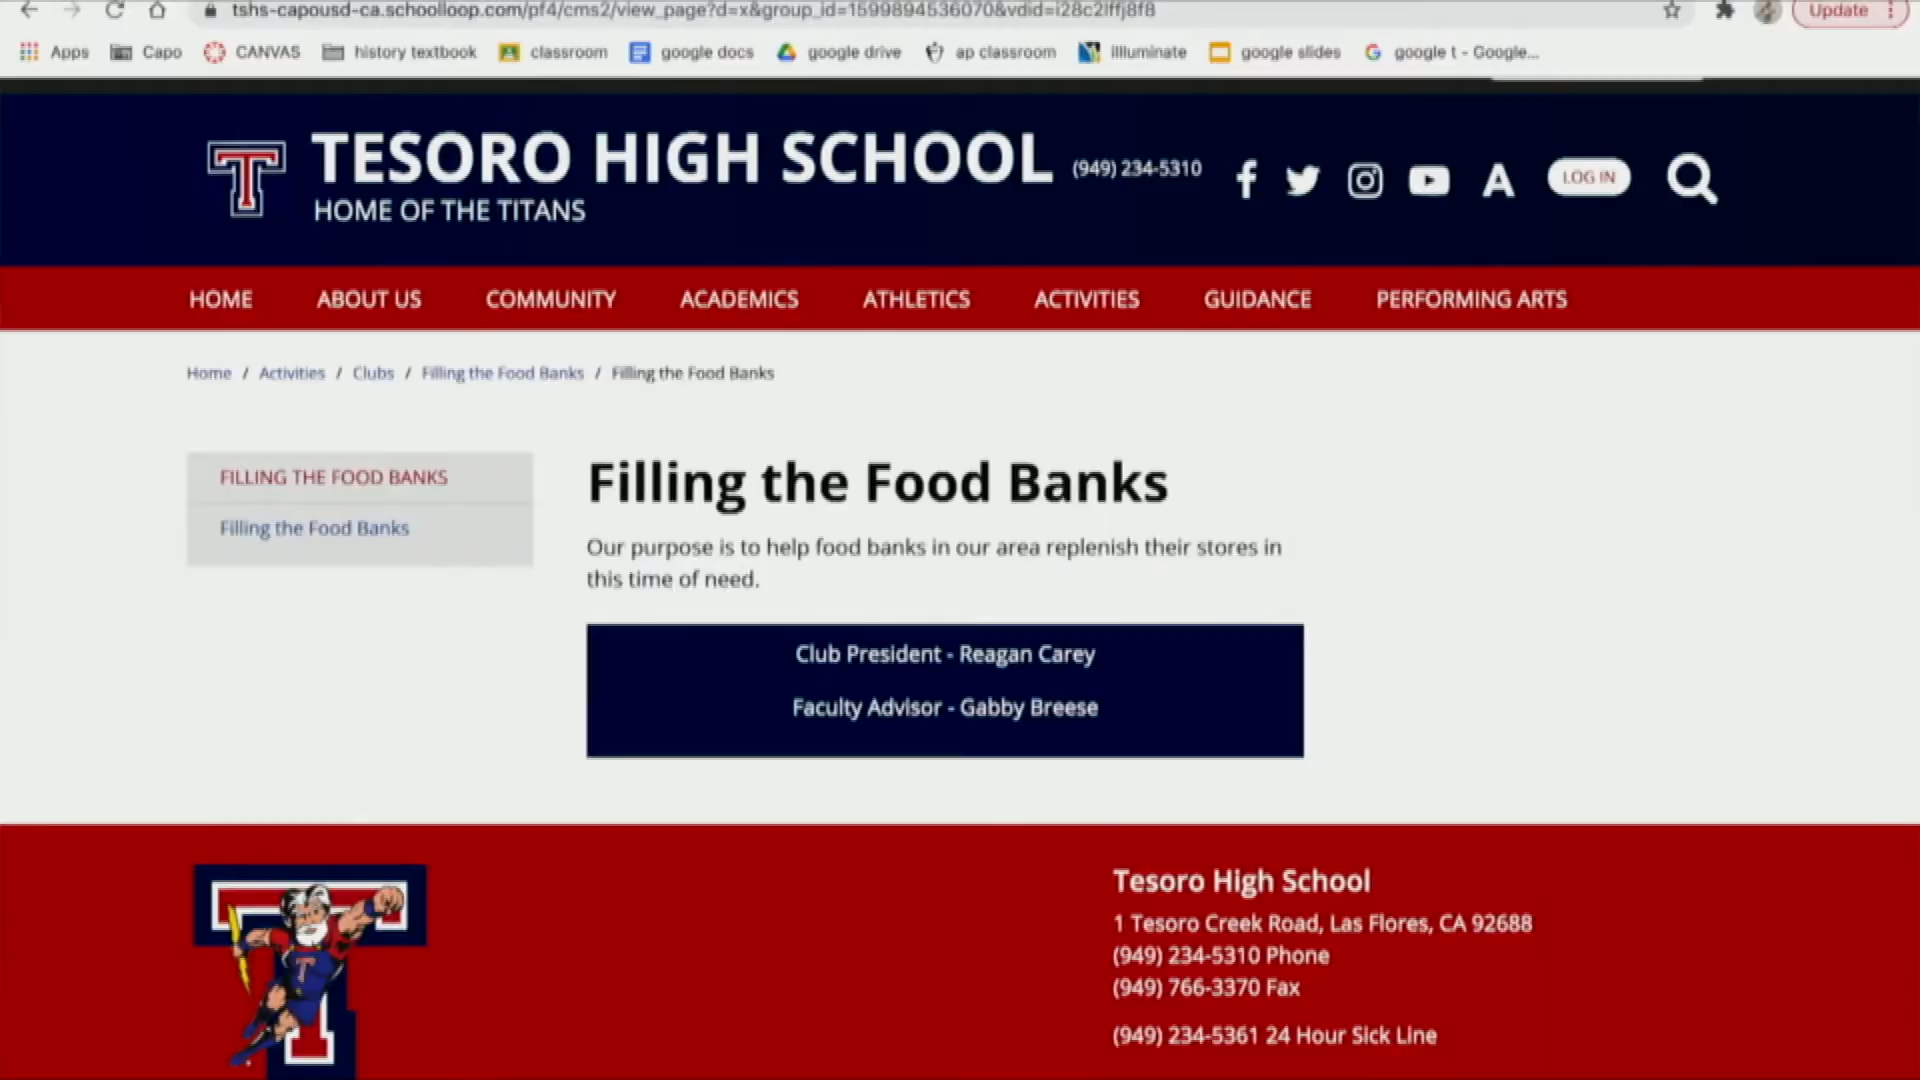 tshs-capousd-ca.schoolloop.com/pf4/cms2/view_page?d=x&group_id=1599894536070&vdid=i28c2lffj8f8
Update
Apps Capo CANVAS history textbook classroom google docs google drive ap classroom illluminate google slides google t - Google...
T TESORO HIGH SCHOOL (949) 234-5310 LOG IN
HOME OF THE TITANS
HOME ABOUT US COMMUNITY ACADEMICS ATHLETICS ACTIVITIES GUIDANCE PERFORMING ARTS
Home / Activities / Clubs / Filling the Food Banks / Filling the Food Banks
FILLING THE FOOD BANKS
Filling the Food Banks
Filling the Food Banks
Our purpose is to help food banks in our area replenish their stores in
this time of need.
Club President - Reagan Carey
Faculty Advisor - Gabby Breese
T
Tesoro High School
1 Tesoro Creek Road, Las Flores, CA 92688
(949) 234-5310 Phone
(949) 766-3370 Fax
(949) 234-5361 24 Hour Sick Line